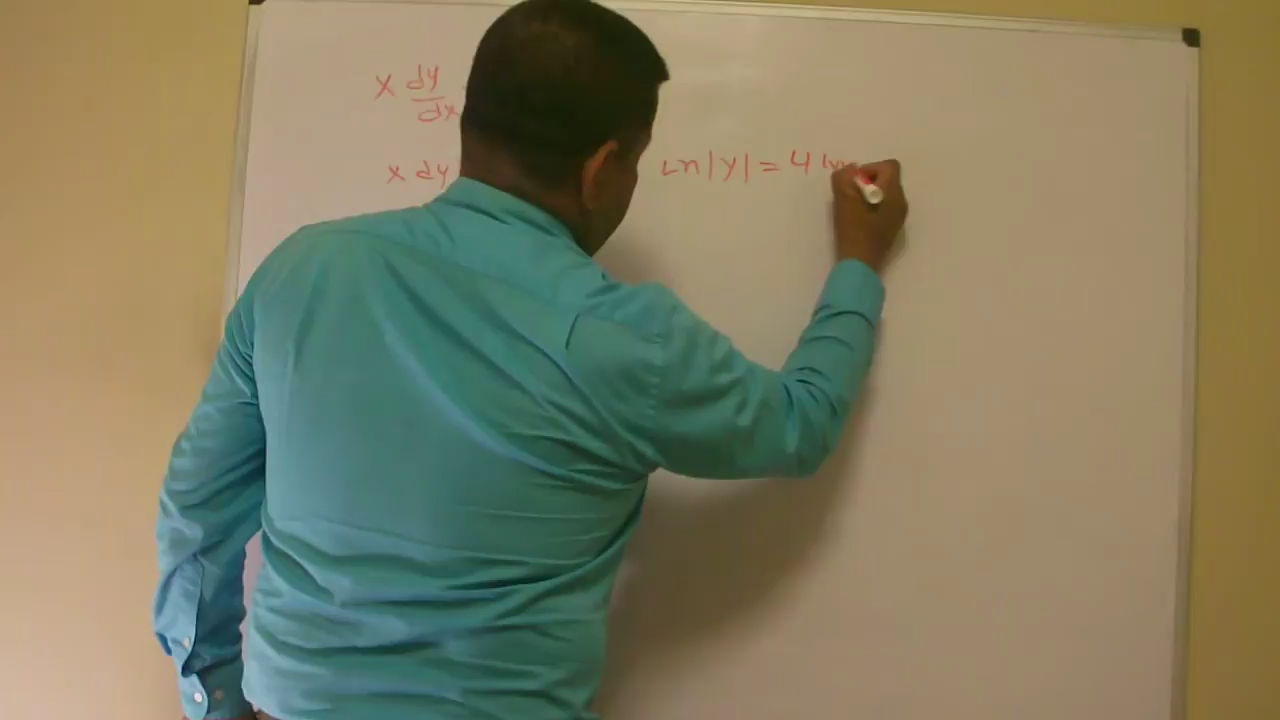 x dy/dx
x dy
Ln|y| = 4 ln